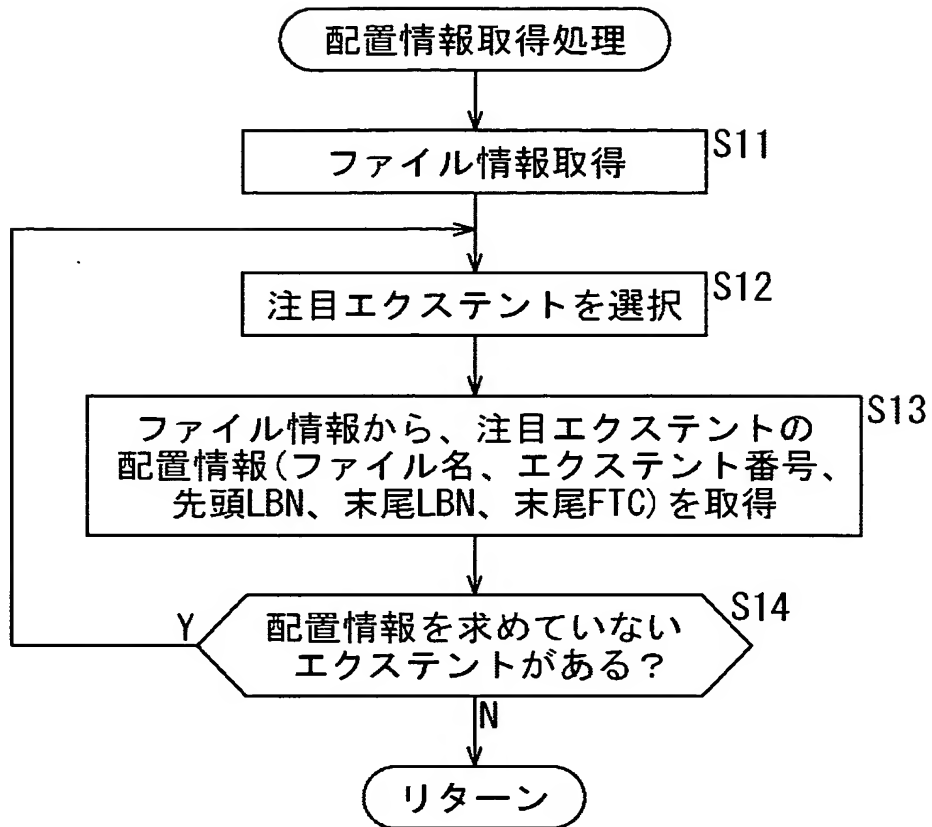 配置情報取得処理
ファイル情報取得
S11
注目エクステントを選択
S12
ファイル情報から、注目エクステントの
配置情報(ファイル名、エクステント番号、
先頭LBN、末尾LBN、末尾FTC)を取得
S13
配置情報を求めていない
エクステントがある?
S14
Y
N
リターン